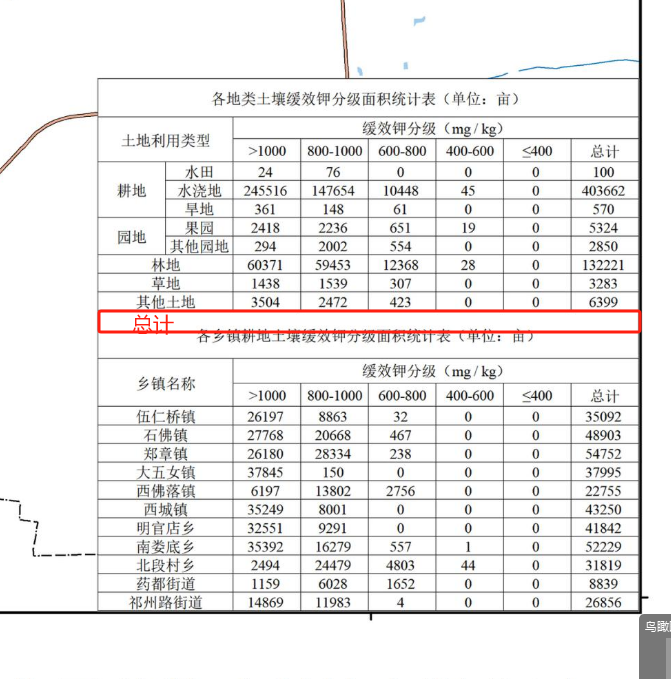 各地类土壤缓效钾分级面积统计表（单位：亩）
土地利用类型 缓效钾分级（mg / kg）
>1000 800-1000 600-800 400-600 ≤400 总计
耕地 水田 24 76 0 0 0 100
水浇地 245516 147654 10448 45 0 403662
旱地 361 148 61 0 0 570
园地 果园 2418 2236 651 19 0 5324
其他园地 294 2002 554 0 0 2850
林地 60371 59453 12368 28 0 132221
草地 1438 1539 307 0 0 3283
其他土地 3504 2472 423 0 0 6399
总计
各乡镇耕地土壤缓效钾分级面积统计表（单位：亩）
乡镇名称 缓效钾分级（mg / kg）
>1000 800-1000 600-800 400-600 ≤400 总计
伍仁桥镇 26197 8863 32 0 0 35092
石佛镇 27768 20668 467 0 0 48903
郑章镇 26180 28334 238 0 0 54752
大五女镇 37845 150 0 0 0 37995
西佛落镇 6197 13802 2756 0 0 22755
西城镇 35249 8001 0 0 0 43250
明官店乡 32551 9291 0 0 0 41842
南娄底乡 35392 16279 557 1 0 52229
北段村乡 2494 24479 4803 44 0 31819
药都街道 1159 6028 1652 0 0 8839
祁州路街道 14869 11983 4 0 0 26856
鸟瞰